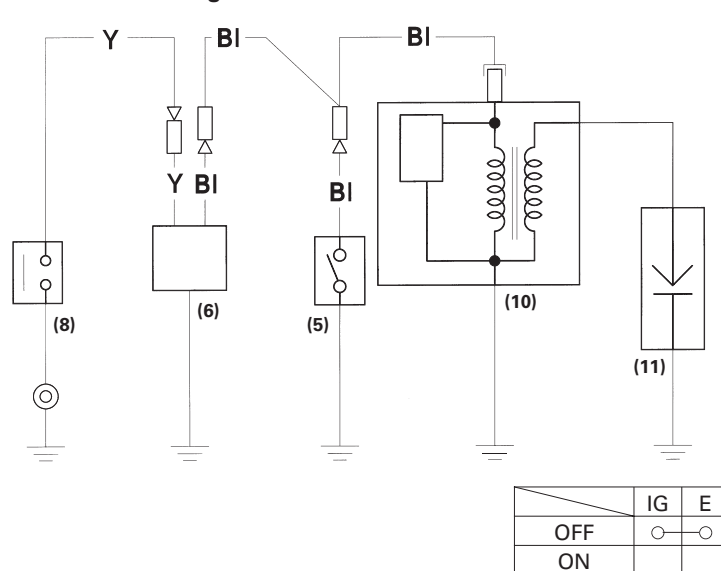 Y
Bl
Bl
Y Bl
Bl
(8)
(6)
(5)
(10)
(11)
IG E
OFF
ON